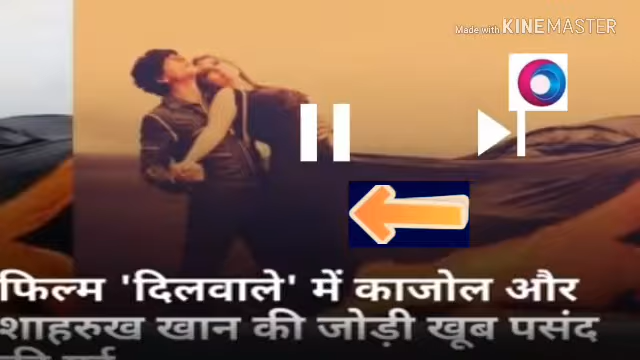 Made with KINEMASTER
फिल्म 'दिलवाले' में काजोल और
शाहरुख खान की जोड़ी खूब पसंद